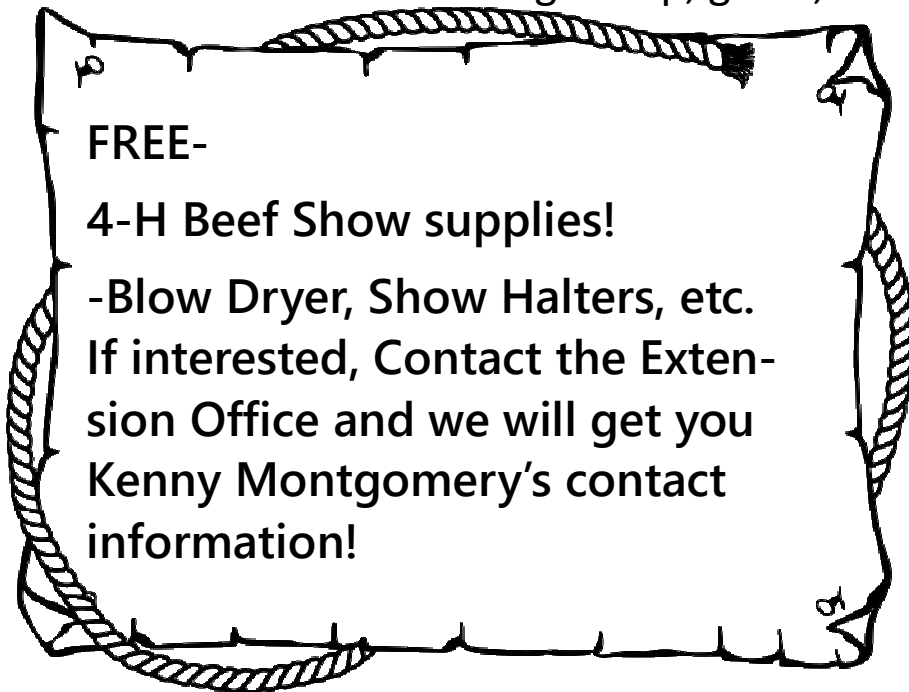 FREE-
4-H Beef Show supplies!
-Blow Dryer, Show Halters, etc.
If interested, Contact the Exten-
sion Office and we will get you
Kenny Montgomery’s contact
information!